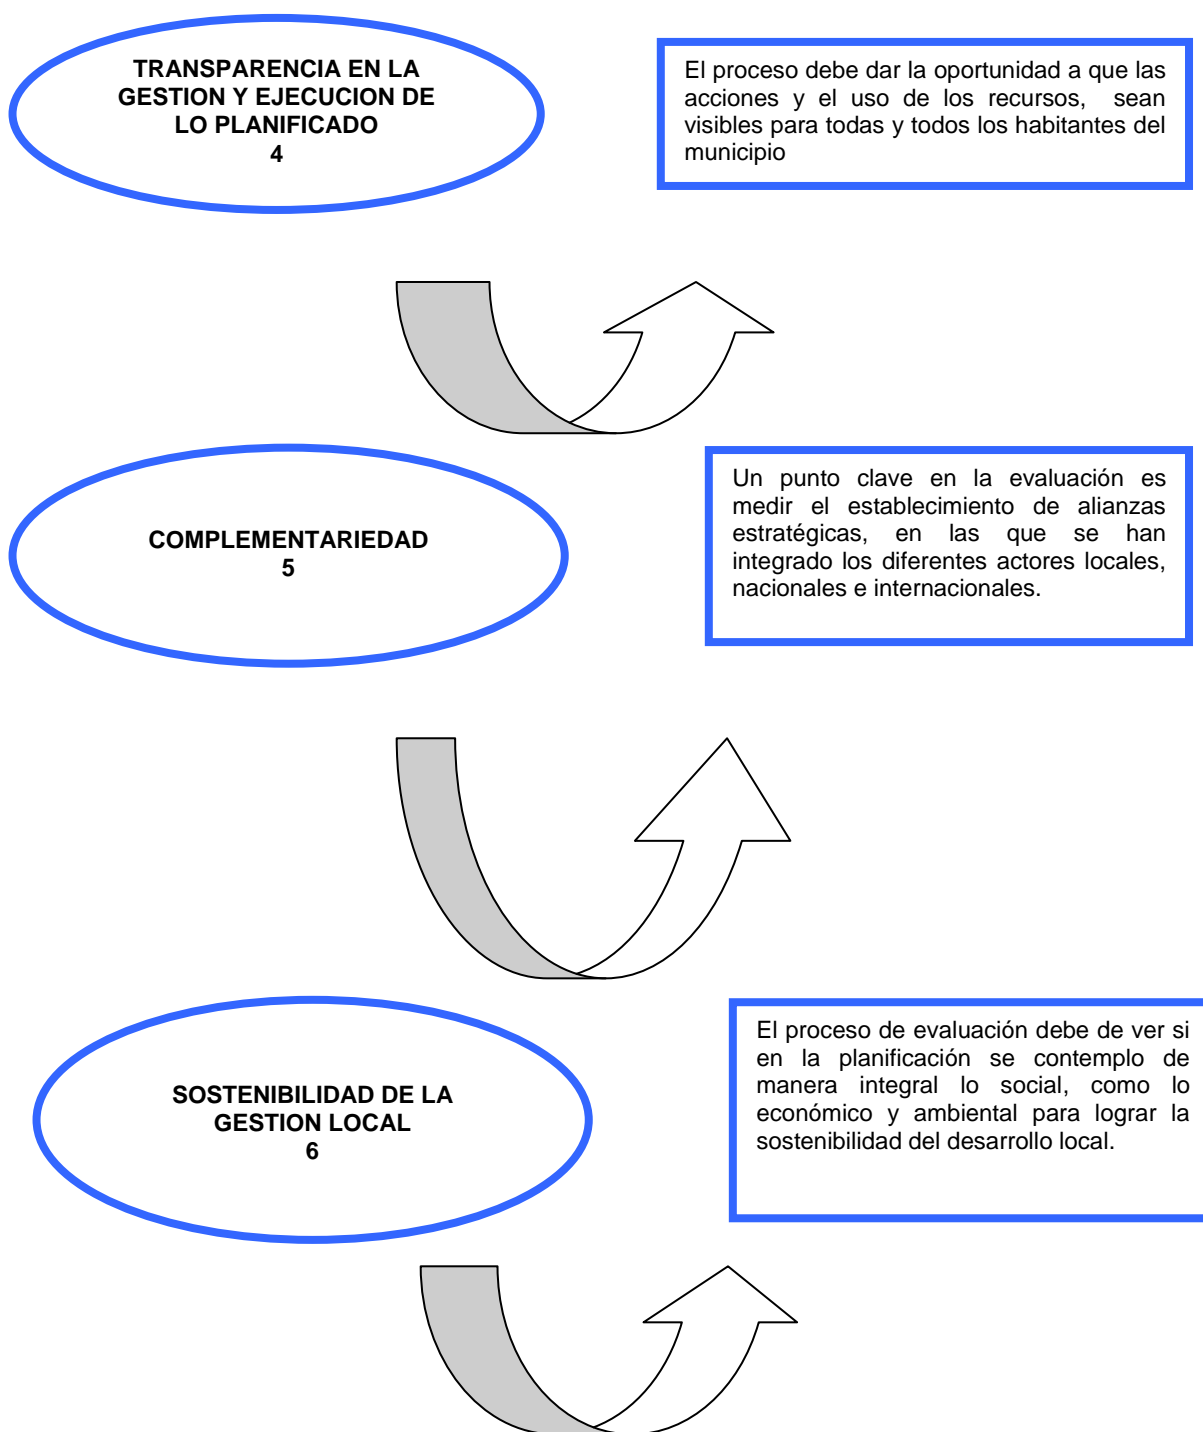 TRANSPARENCIA EN LA
GESTION Y EJECUCION DE
LO PLANIFICADO
4
El proceso debe dar la oportunidad a que las
acciones y el uso de los recursos, sean
visibles para todas y todos los habitantes del
municipio
COMPLEMENTARIEDAD
5
Un punto clave en la evaluación es
medir el establecimiento de alianzas
estratégicas, en las que se han
integrado los diferentes actores locales,
nacionales e internacionales.
SOSTENIBILIDAD DE LA
GESTION LOCAL
6
El proceso de evaluación debe de ver si
en la planificación se contemplo de
manera integral lo social, como lo
económico y ambiental para lograr la
sostenibilidad del desarrollo local.